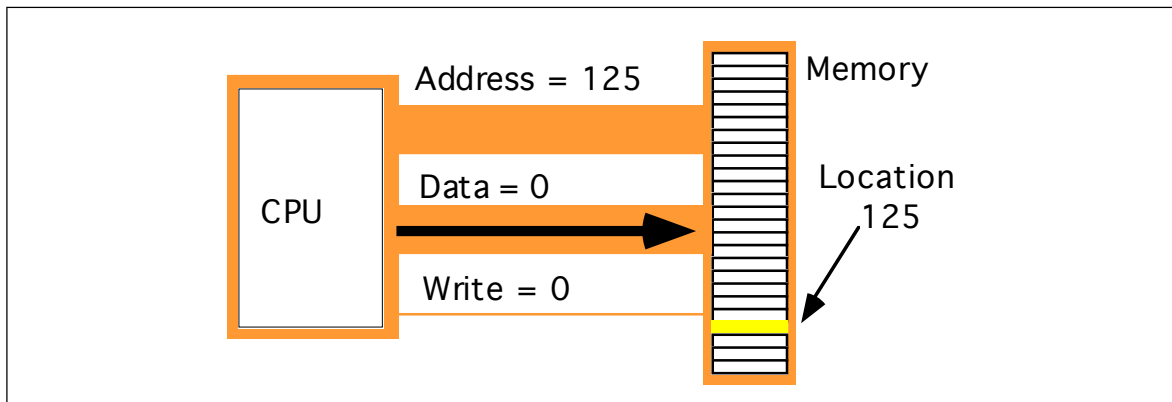 Address = 125
Memory
Data = 0
Location
125
CPU
Write = 0